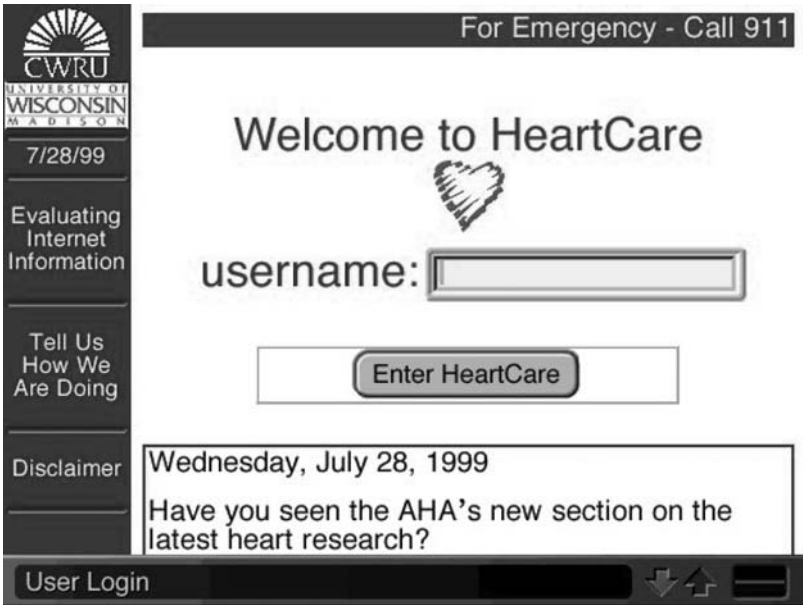 For Emergency - Call 911
CWRU
UNIVERSITY OF
WISCONSIN
MADISON
7/28/99
Evaluating
Internet
Information
Tell Us
How We
Are Doing
Disclaimer
Welcome to HeartCare
username:
Enter HeartCare
Wednesday, July 28, 1999
Have you seen the AHA's new section on the
latest heart research?
User Login